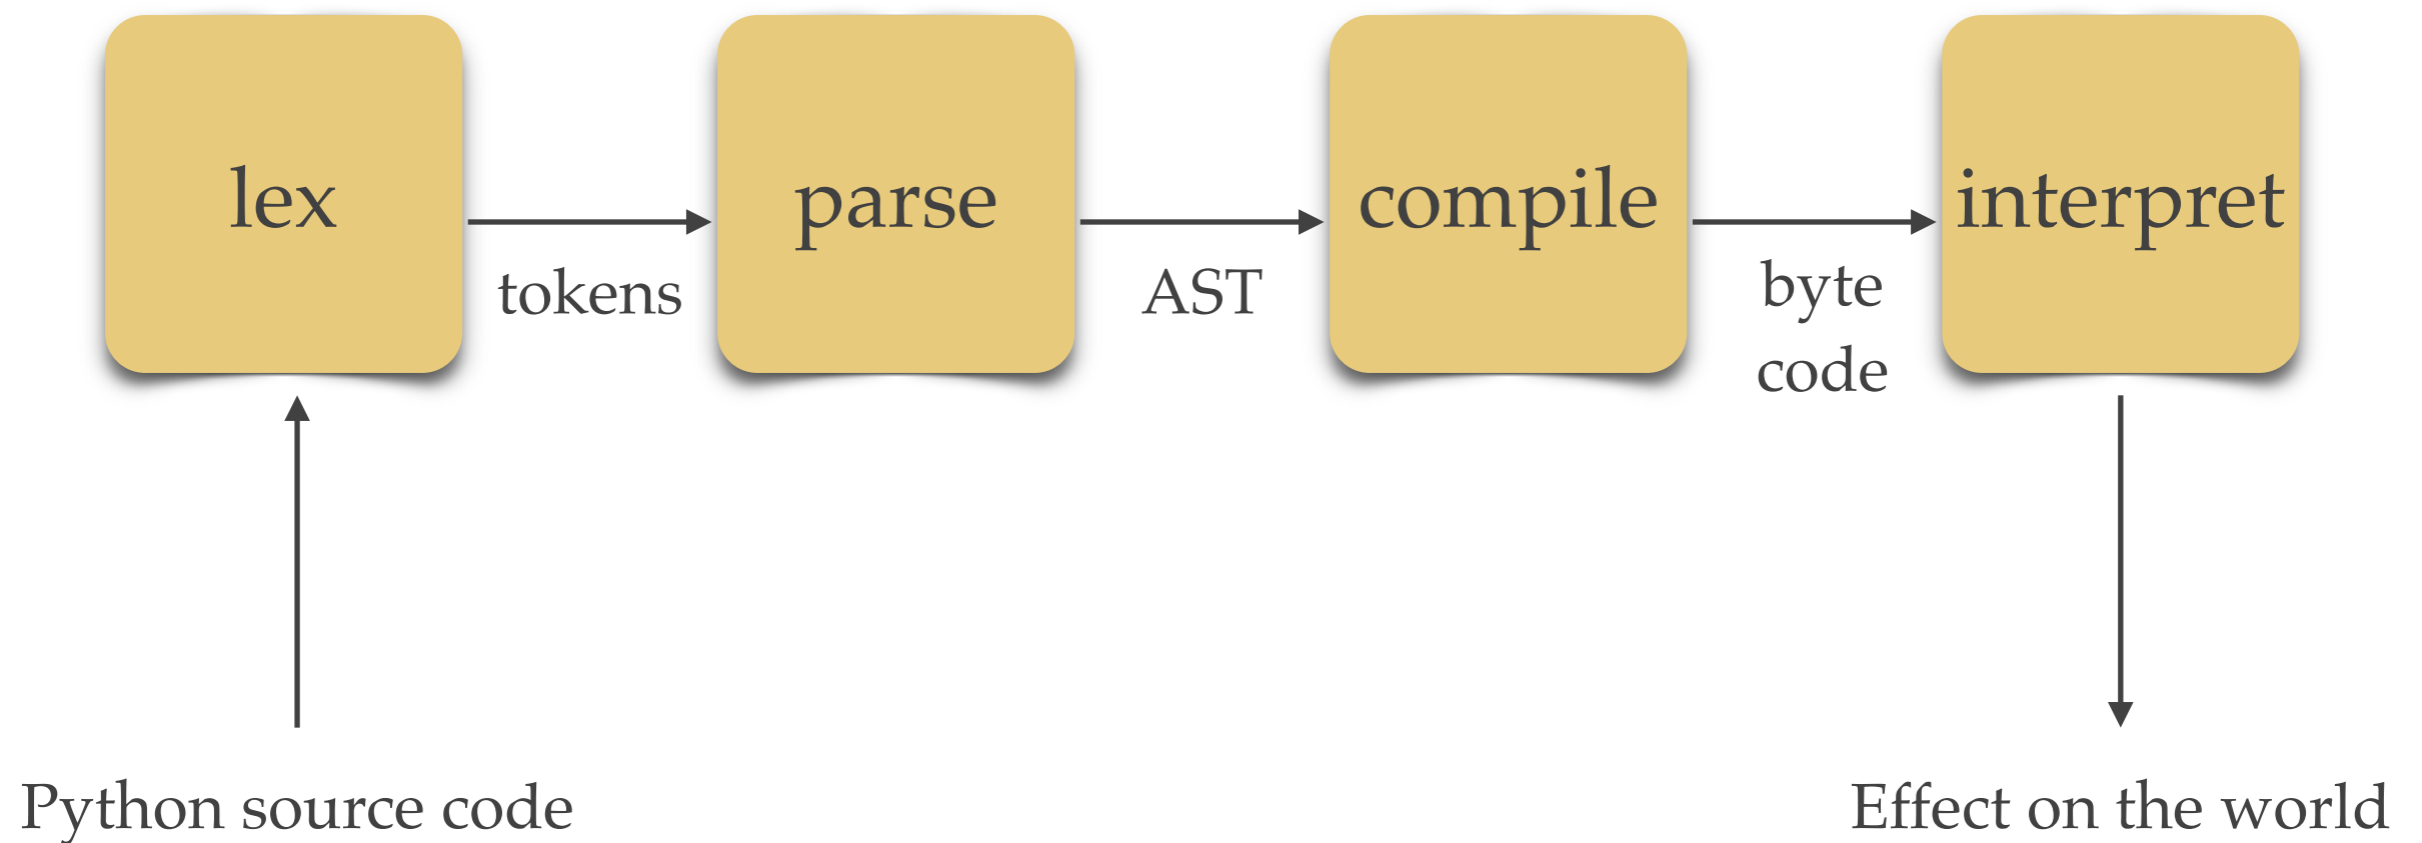 lex
tokens
parse
AST
compile
byte
code
interpret
Python source code
Effect on the world